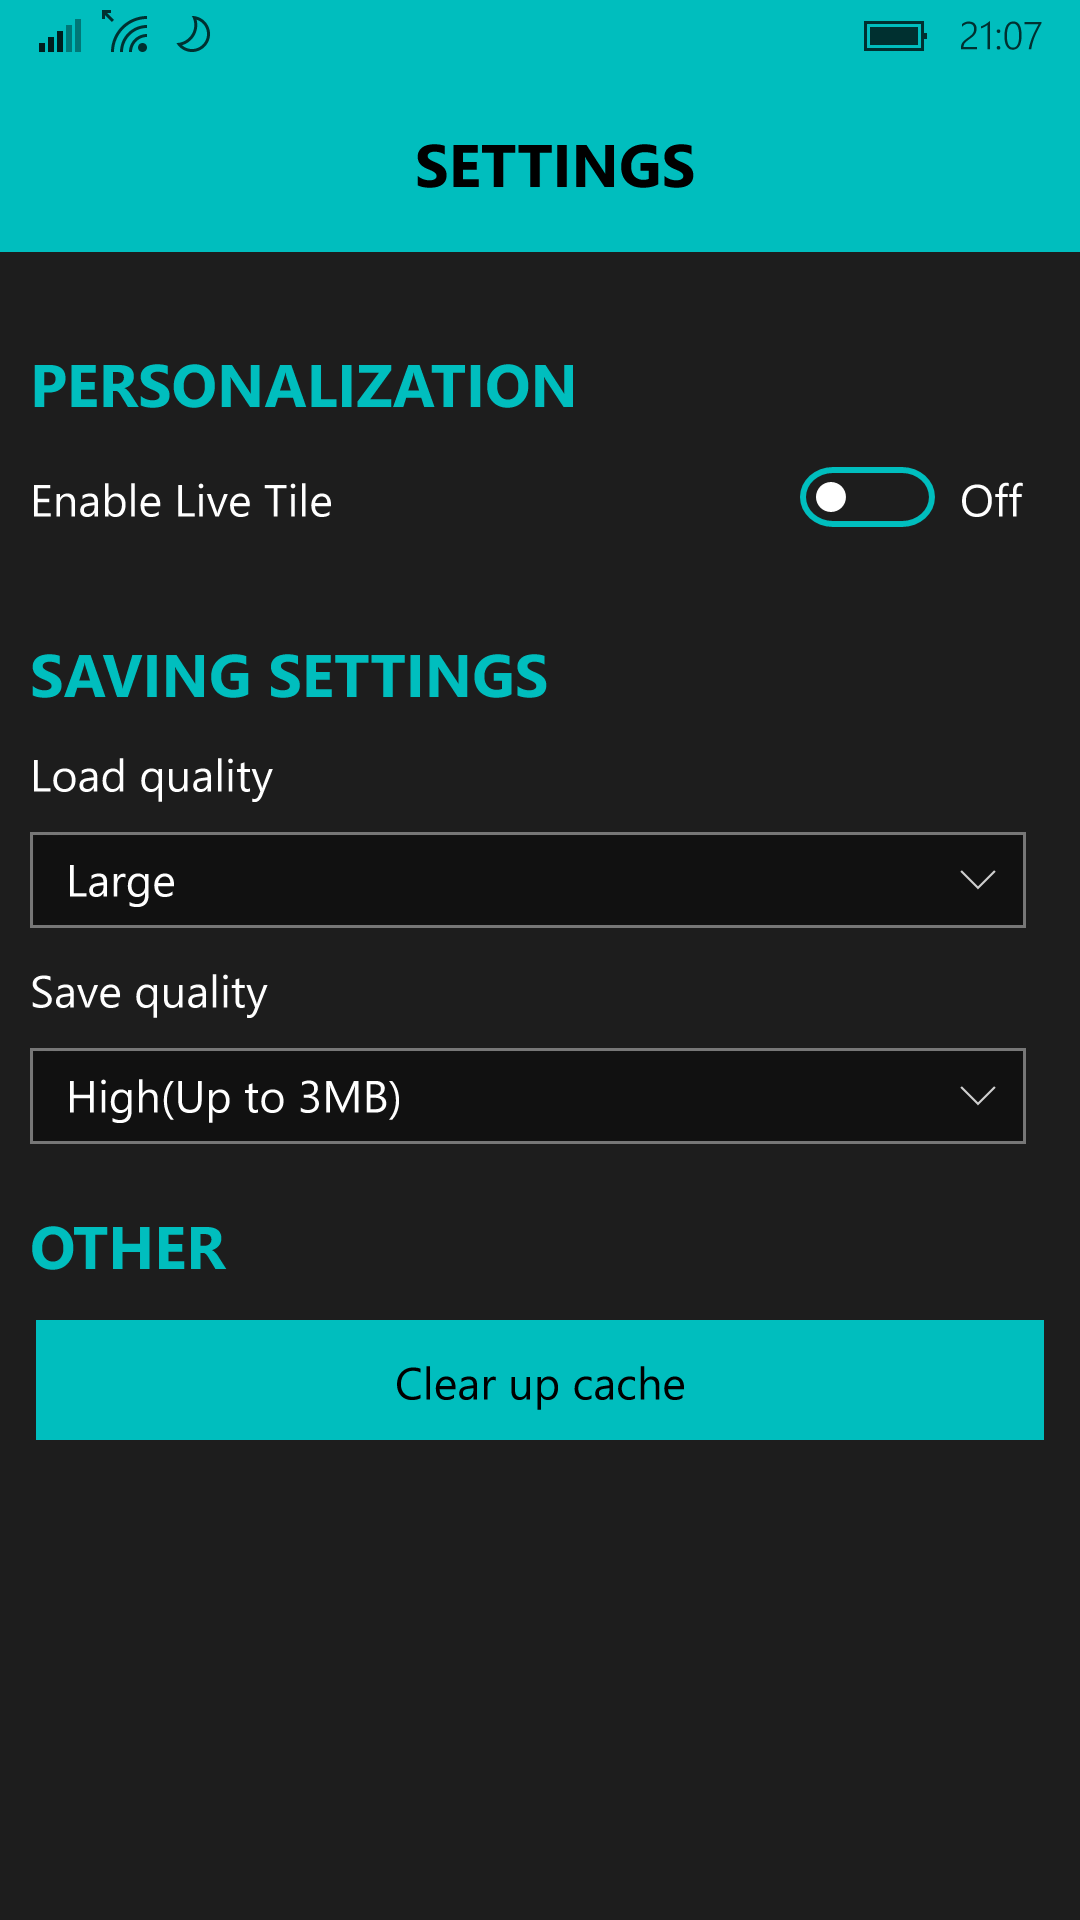 21:07
SETTINGS
PERSONALIZATION
Enable Live Tile
Off
SAVING SETTINGS
Load quality
Large
Save quality
High(Up to 3MB)
OTHER
Clear up cache